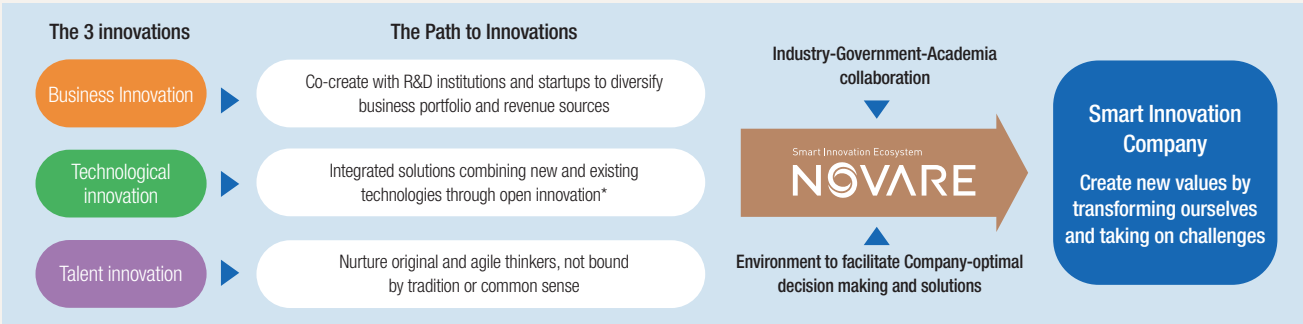 The 3 innovations
The Path to Innovations
Business Innovation
Co-create with R&D institutions and startups to diversify
business portfolio and revenue sources
Technological
innovation
Integrated solutions combining new and existing
technologies through open innovation*
Talent innovation
Nurture original and agile thinkers, not bound
by tradition or common sense
Industry-Government-Academia
collaboration
Smart Innovation Ecosystem
NOVARE
Environment to facilitate Company-optimal
decision making and solutions
Smart Innovation
Company
Create new values by
transforming ourselves
and taking on challenges